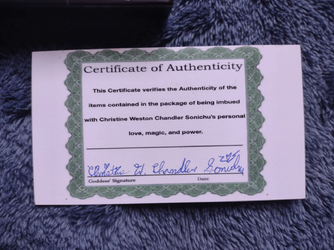 Certificate of Authenticity
This Certificate verifies the Authenticity of the
items contained in the package of being imbued
with Christine Weston Chandler Sonichu's personal
love, magic, and power.
Christine W. Chandler Sonichu
Goddess' Signature Date